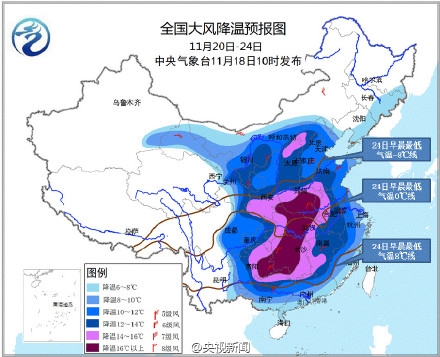 全国大风降温预报图
11月20日-24日
中央气象台11月18日10时发布
哈尔滨
长春
乌鲁木齐
沈阳
呼和浩特
北京
天津
银川
太原
石家庄
济南
24日早晨最低
气温-8℃线
西宁
兰州
西安
郑州
24日早晨最低
气温0℃线
拉萨
成都
重庆
武汉
上海
杭州
长沙
南昌
24日早晨最低
气温8℃线
贵阳
昆明
台北
南宁
广州
海口
南海诸岛
图例
降温6～8℃
降温8～10℃
降温10～12℃ 5级风
降温12～14℃ 6级风
降温14～16℃ 7级风
降温16℃以上 8级风
@央视新闻